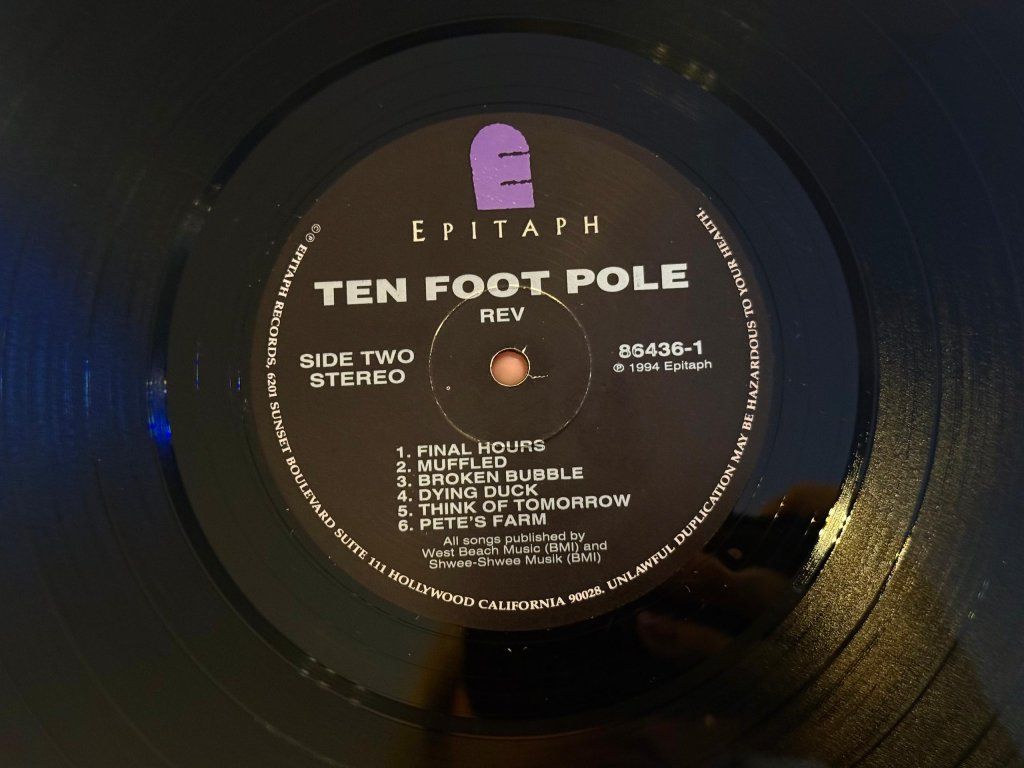 EPITAPH
TEN FOOT POLE
REV
SIDE TWO
STEREO
86436-1
℗ 1994 Epitaph
1. FINAL HOURS
2. MUFFLED
3. BROKEN BUBBLE
4. DYING DUCK
5. THINK OF TOMORROW
6. PETE'S FARM
All songs published by
West Beach Music (BMI) and
Shwee-Shwee Musik (BMI)
©℗ EPITAPH RECORDS, 6201 SUNSET BOULEVARD SUITE 111 HOLLYWOOD CALIFORNIA 90028. UNLAWFUL DUPLICATION MAY BE HAZARDOUS TO YOUR HEALTH.